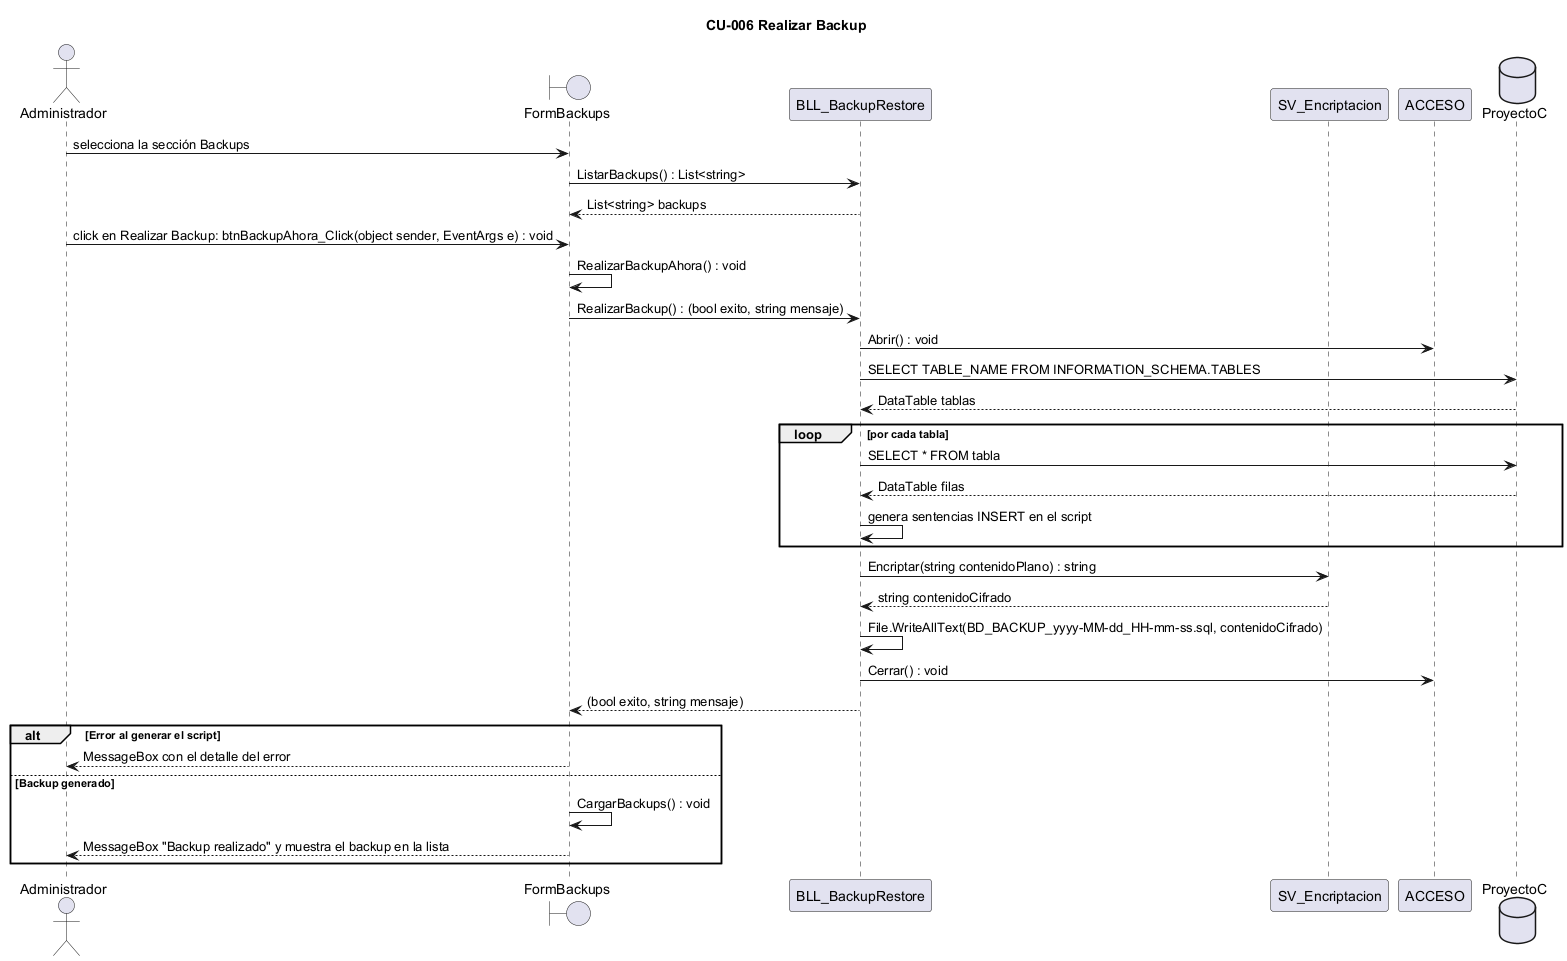 CU-006 Realizar Backup
Administrador
FormBackups
BLL_BackupRestore
SV_Encriptacion
ACCESO
ProyectoC
selecciona la sección Backups
ListarBackups() : List<string>
List<string> backups
click en Realizar Backup: btnBackupAhora_Click(object sender, EventArgs e) : void
RealizarBackupAhora() : void
RealizarBackup() : (bool exito, string mensaje)
Abrir() : void
SELECT TABLE_NAME FROM INFORMATION_SCHEMA.TABLES
DataTable tablas
loop [por cada tabla]
SELECT * FROM tabla
DataTable filas
genera sentencias INSERT en el script
Encriptar(string contenidoPlano) : string
string contenidoCifrado
File.WriteAllText(BD_BACKUP_yyyy-MM-dd_HH-mm-ss.sql, contenidoCifrado)
Cerrar() : void
(bool exito, string mensaje)
alt [Error al generar el script]
MessageBox con el detalle del error
[Backup generado]
CargarBackups() : void
MessageBox "Backup realizado" y muestra el backup en la lista
Administrador
FormBackups
BLL_BackupRestore
SV_Encriptacion
ACCESO
ProyectoC